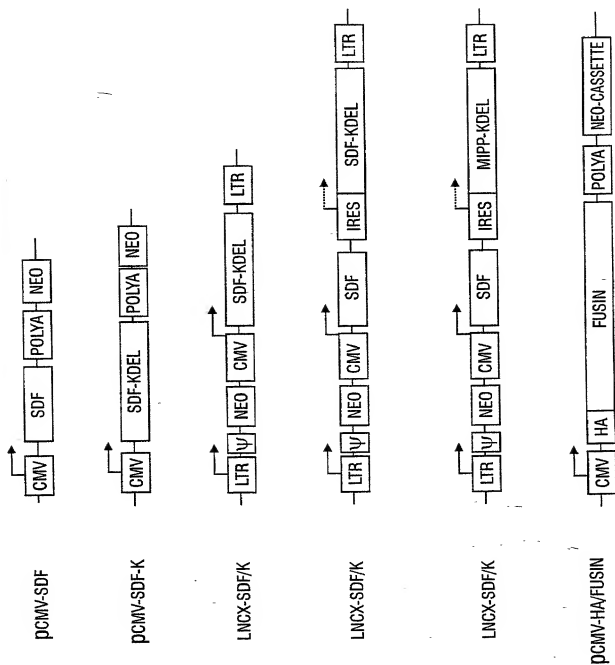 pCMV-SDF CMV SDF POLYA NEO
pCMV-SDF-K CMV SDF-KDEL POLYA NEO
LNCX-SDF/K LTR Ψ NEO CMV SDF-KDEL LTR
LNCX-SDF/K LTR Ψ NEO CMV SDF IRES SDF-KDEL LTR
LNCX-SDF/K LTR Ψ NEO CMV SDF IRES MIPP-KDEL LTR
pCMV-HA/FUSIN CMV HA FUSIN POLYA NEO-CASSETTE